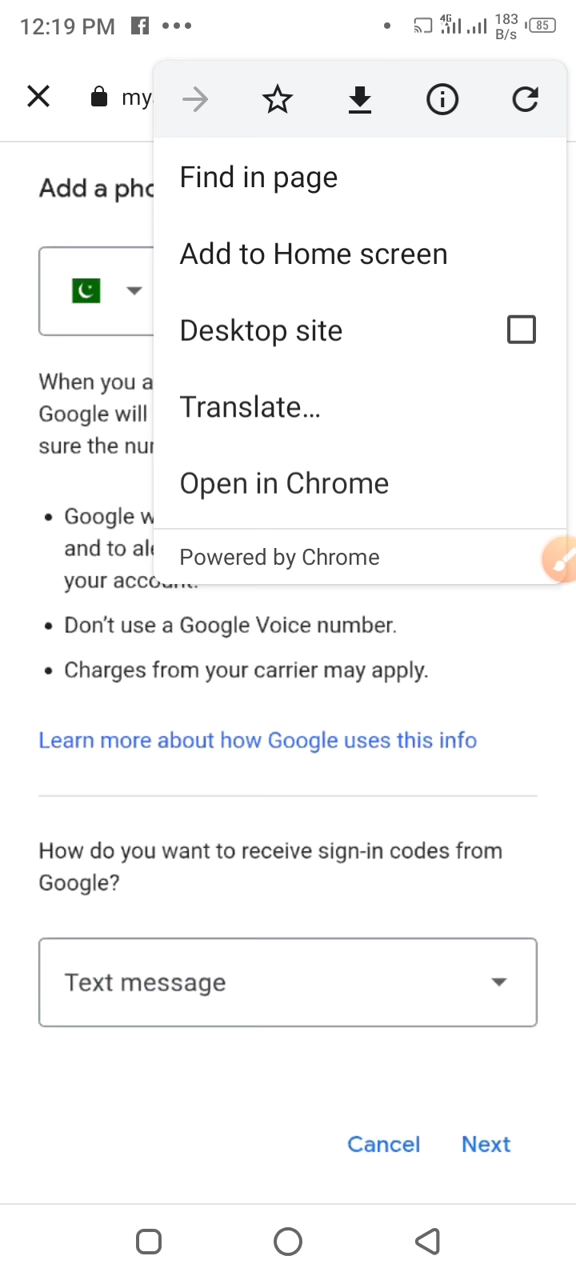 12:19 PM
4G 183 B/s 85
my
Find in page
Add to Home screen
Desktop site
Translate...
Open in Chrome
Powered by Chrome
Add a pho
When you a
Google will
sure the nu
• Google w
and to ale
your account.
• Don't use a Google Voice number.
• Charges from your carrier may apply.
Learn more about how Google uses this info
How do you want to receive sign-in codes from
Google?
Text message
Cancel Next